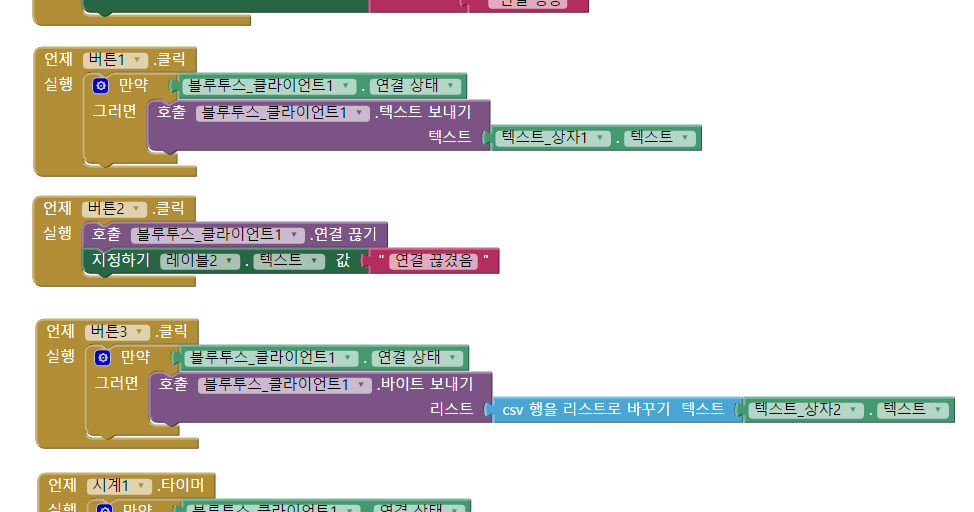 언제 버튼1 .클릭
실행 만약 블루투스_클라이언트1 . 연결 상태
그러면 호출 블루투스_클라이언트1 .텍스트 보내기
텍스트 텍스트_상자1 . 텍스트
언제 버튼2 .클릭
실행 호출 블루투스_클라이언트1 .연결 끊기
지정하기 레이블2 . 텍스트 값 " 연결 끊겼음 "
언제 버튼3 .클릭
실행 만약 블루투스_클라이언트1 . 연결 상태
그러면 호출 블루투스_클라이언트1 .바이트 보내기
리스트 csv 행을 리스트로 바꾸기 텍스트 텍스트_상자2 . 텍스트
언제 시계1 .타이머
실행 만약 블루투스_클라이언트1 . 연결 상태